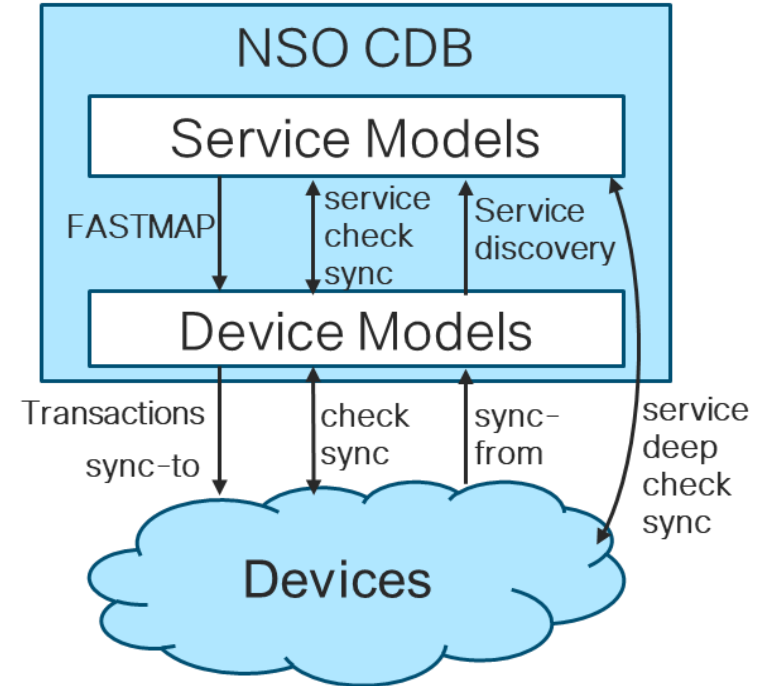 NSO CDB
Service Models
FASTMAP
service
check
sync
Service
discovery
Device Models
Transactions
sync-to
check
sync
sync-
from
service
deep
check
sync
Devices